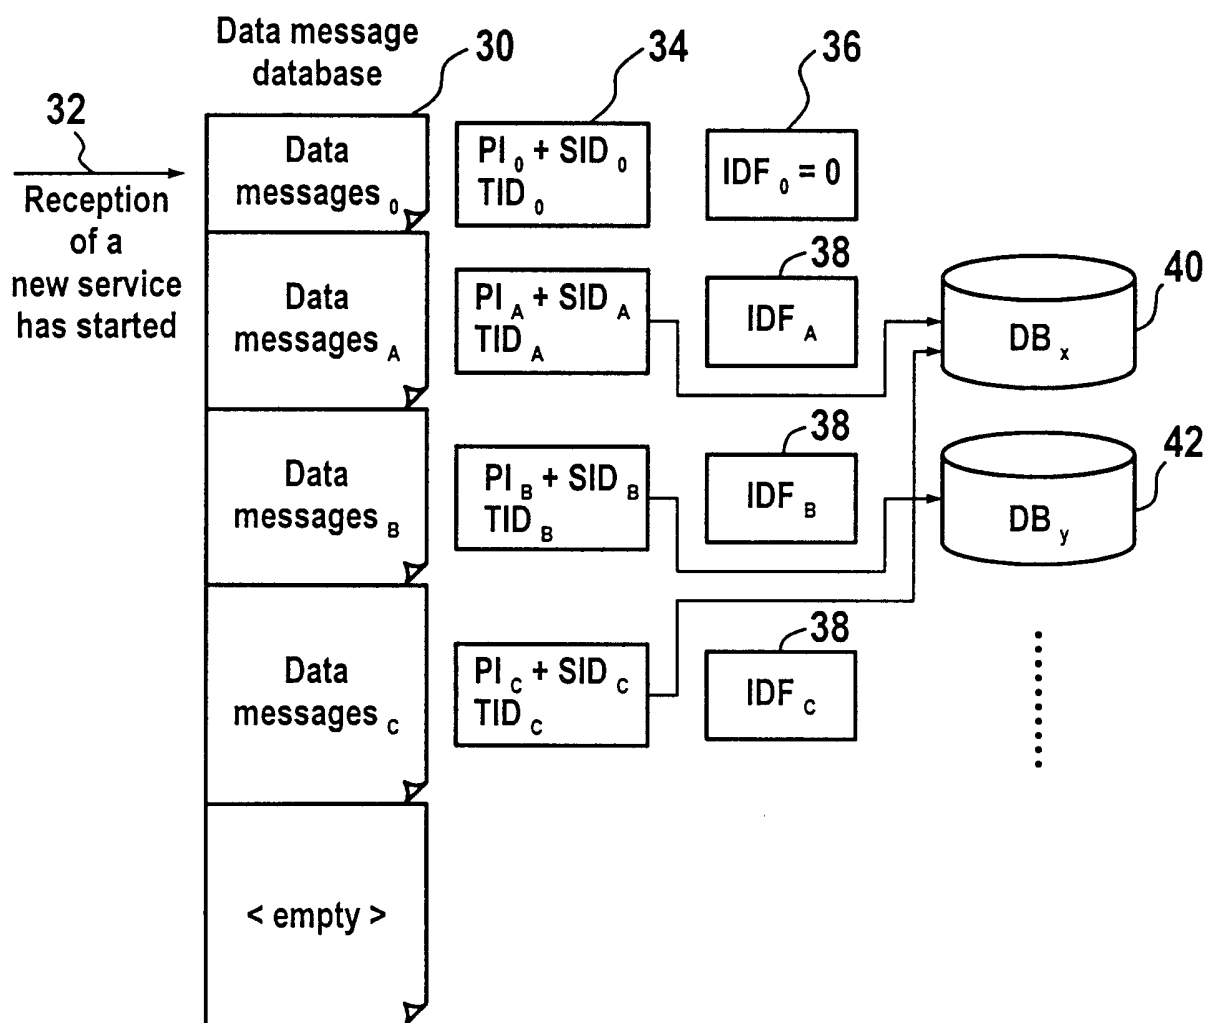 Data message
database
30
34
36
32
Reception
of a
new service
has started
Data
messages 0
PI 0 + SID 0
TID 0
IDF 0 = 0
Data
messages A
PI A + SID A
TID A
38
IDF A
40
DB x
Data
messages B
PI B + SID B
TID B
38
IDF B
42
DB y
Data
messages C
PI C + SID C
TID C
38
IDF C
< empty >